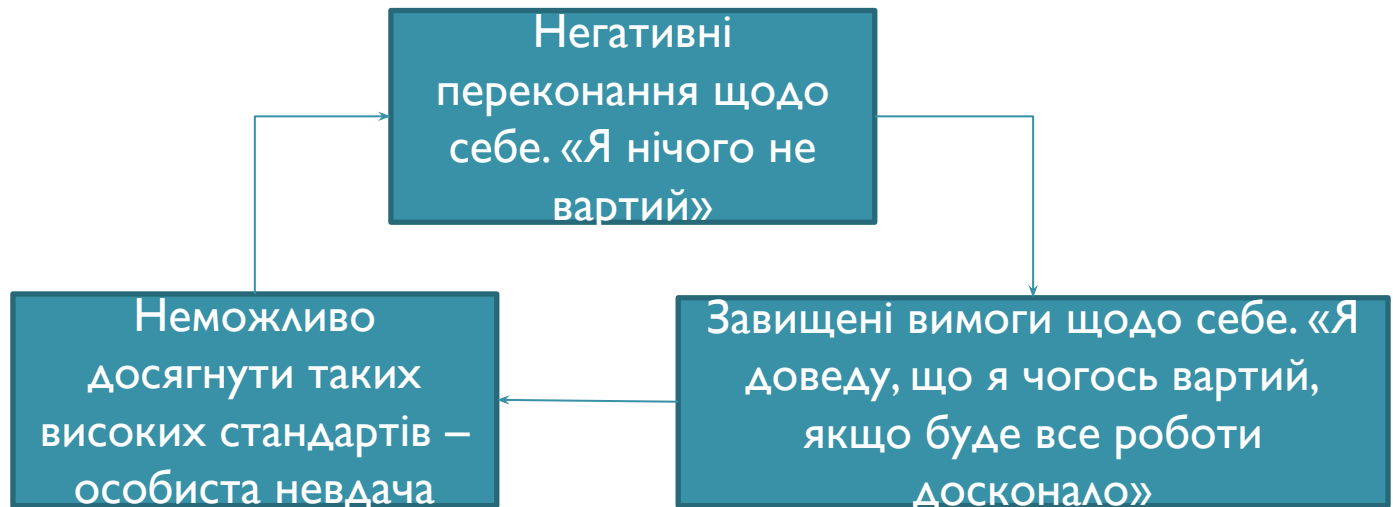 Негативні
переконання щодо
себе. «Я нічого не
вартий»
Завищені вимоги щодо себе. «Я
доведу, що я чогось вартий,
якщо буде все роботи
досконало»
Неможливо
досягнути таких
високих стандартів –
особиста невдача